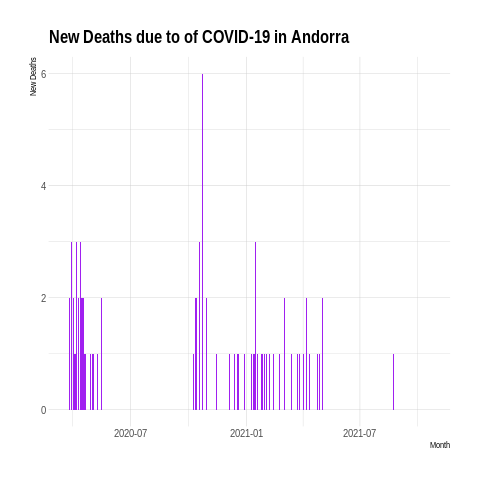 New Deaths due to of COVID-19 in Andorra
New Deaths
6
4
2
0
2020-07 2021-01 2021-07
Month